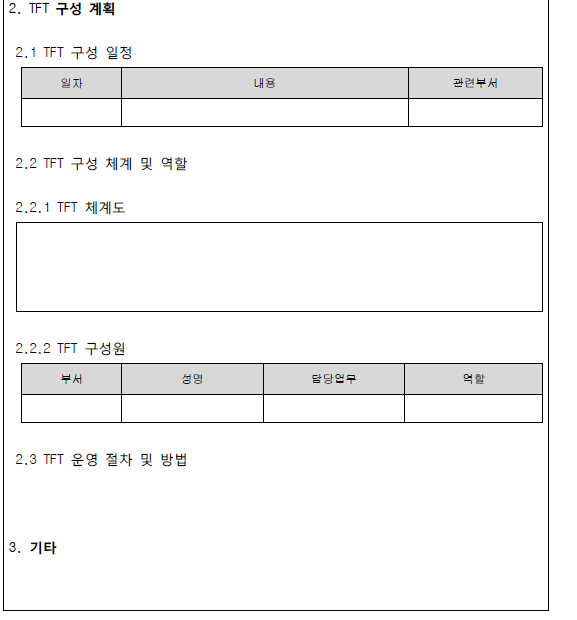 2. TFT 구성 계획
2.1 TFT 구성 일정
일자 내용 관련부서
2.2 TFT 구성 체계 및 역할
2.2.1 TFT 체계도
2.2.2 TFT 구성원
부서 성명 담당업무 역할
2.3 TFT 운영 절차 및 방법
3. 기타